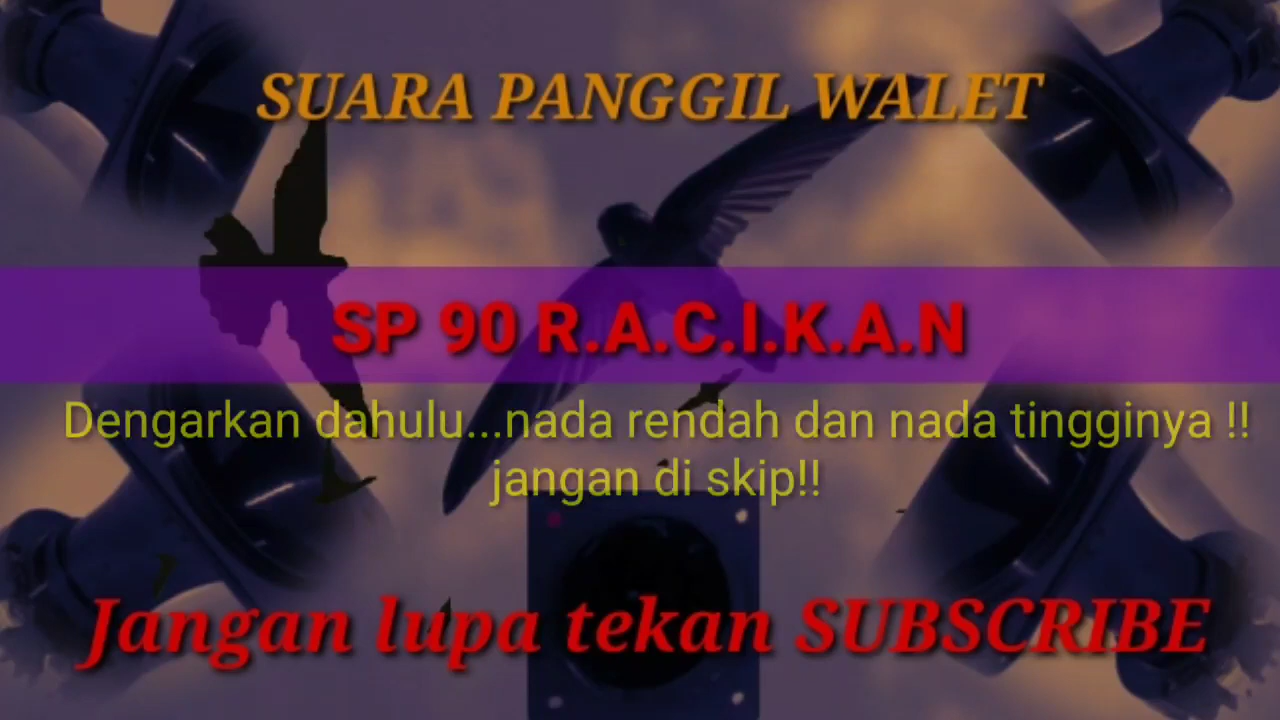 SUARA PANGGIL WALET
SP 90 R.A.C.I.K.A.N
Dengarkan dahulu...nada rendah dan nada tingginya !!
jangan di skip!!
Jangan lupa tekan SUBSCRIBE